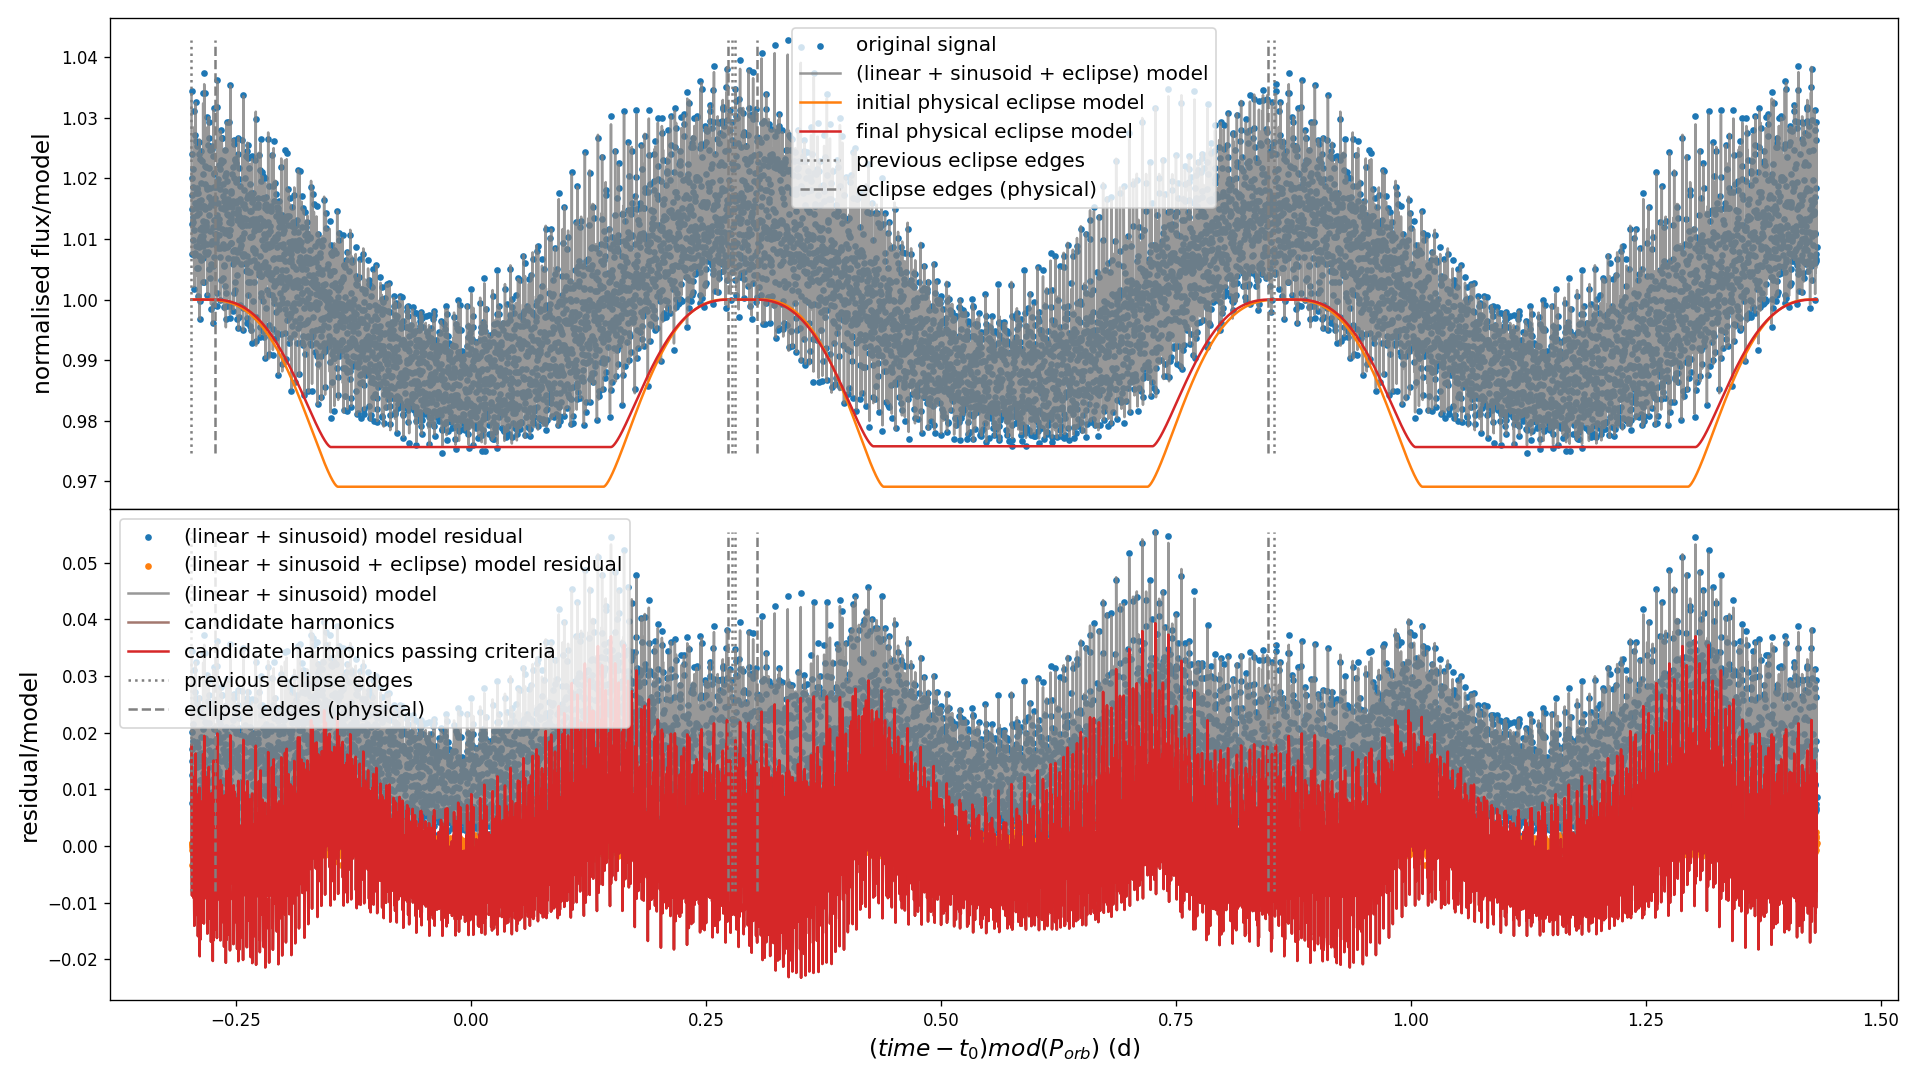 1.04
1.03
1.02
1.01
1.00
0.99
0.98
0.97
normalised flux/model
original signal
(linear + sinusoid + eclipse) model
initial physical eclipse model
final physical eclipse model
previous eclipse edges
eclipse edges (physical)
0.05
0.04
0.03
0.02
0.01
0.00
−0.01
−0.02
residual/model
(linear + sinusoid) model residual
(linear + sinusoid + eclipse) model residual
(linear + sinusoid) model
candidate harmonics
candidate harmonics passing criteria
previous eclipse edges
eclipse edges (physical)
−0.25 0.00 0.25 0.50 0.75 1.00 1.25 1.50
(time − t₀)mod(P_orb) (d)